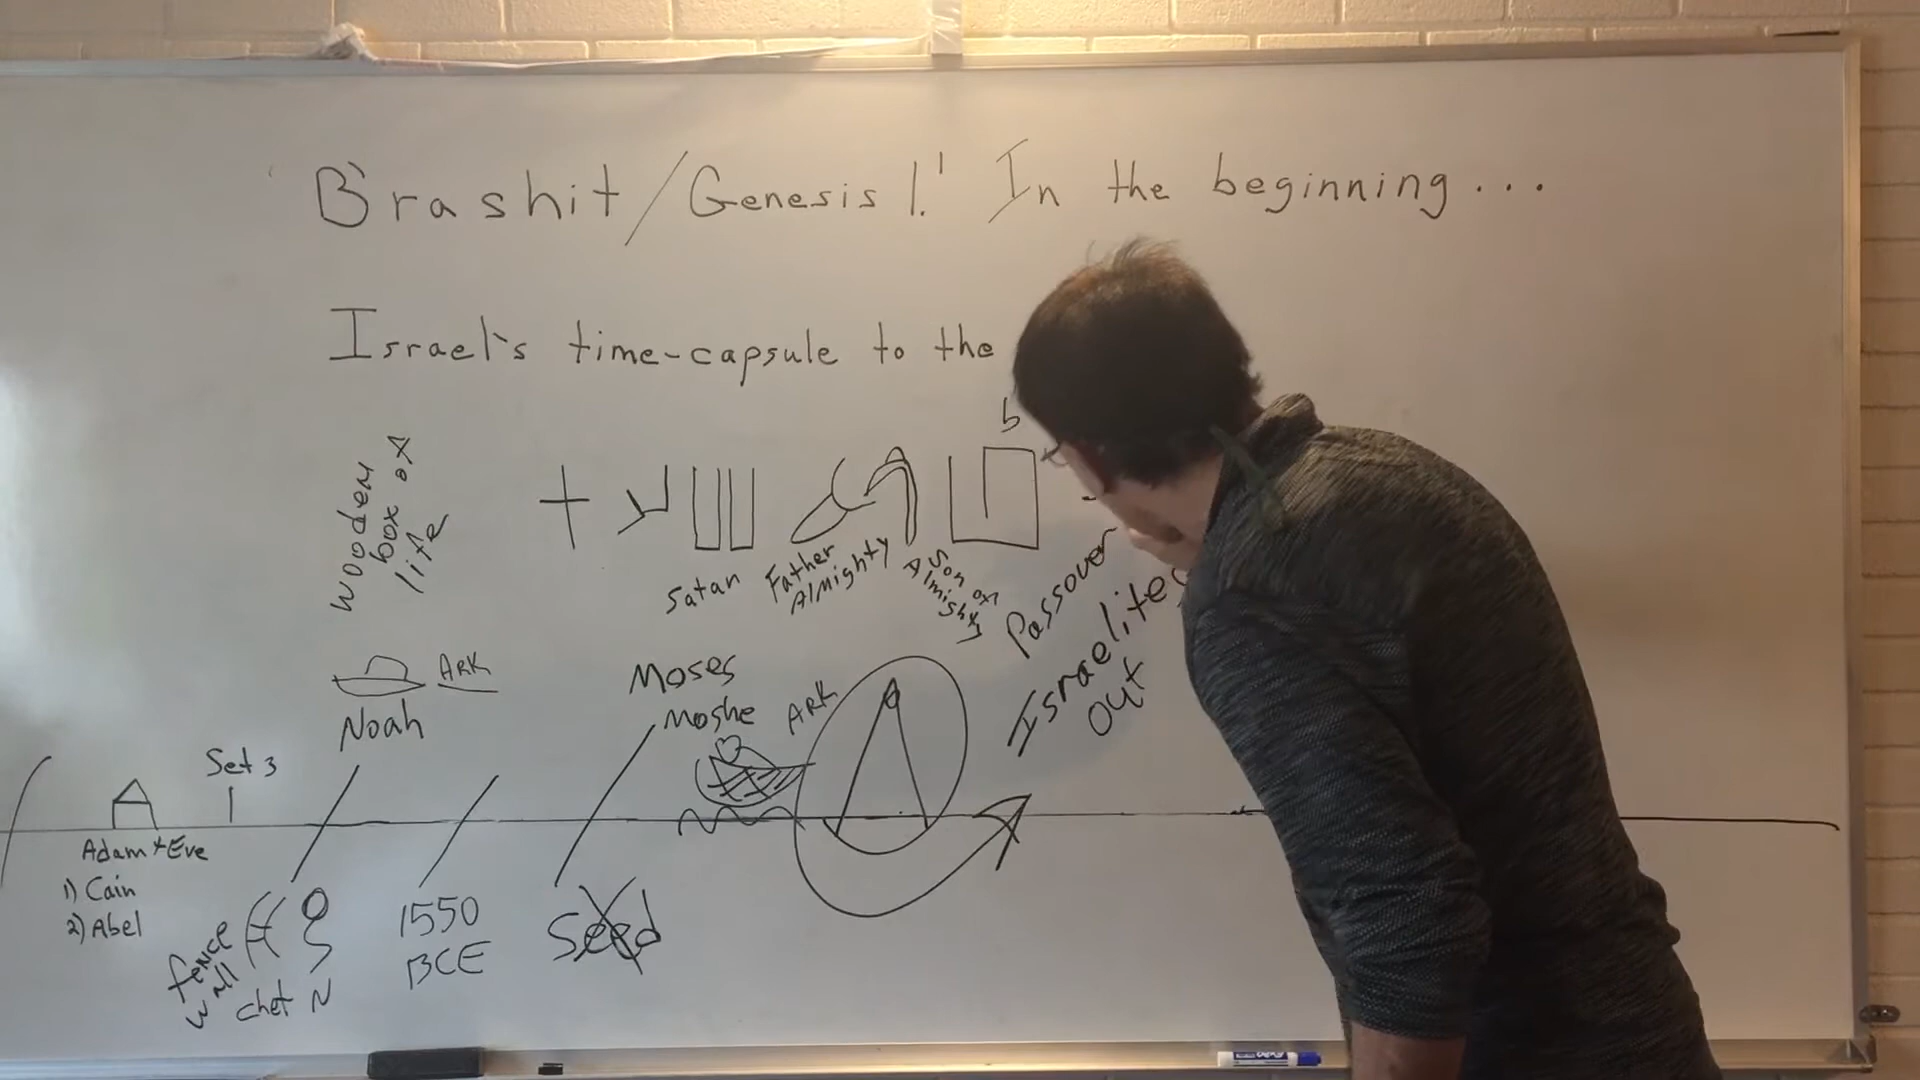 B'rashit/Genesis 1:1 In the beginning...
Israel's time-capsule to the
b
Wooden
box of
life
Satan
Father
Almighty
Son of
Almighty
Passover
Israelites
out
ARK
Noah
Moses
Moshe
ARK
Set 3
Adam + Eve
1) Cain
2) Abel
fence
wall
chet N
1550
BCE
Seed